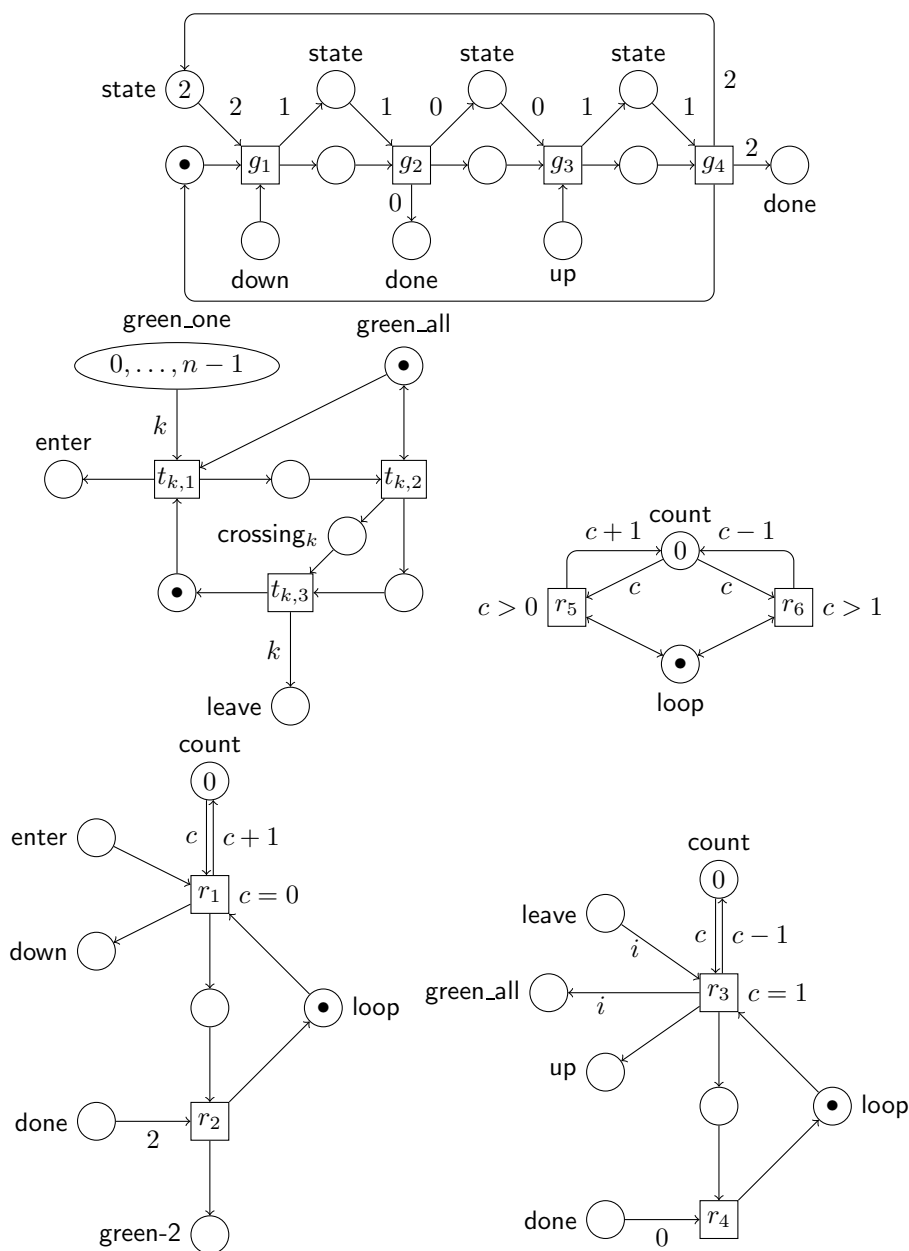 state state state
state 2 2 1 1 0 0 1 1 2
g1 g2 g3 g4 2
0
down done up done
green_one green_all
0, . . . , n − 1
k
enter
tk,1 tk,2
crossingk
tk,3
k
leave
count
c + 1 0 c − 1
c > 0 r5 c c r6 c > 1
loop
count
0
enter c c + 1
r1 c = 0
down
loop
done 2 r2
green-2
count
0
leave i c c − 1
green_all i r3 c = 1
up
loop
done 0 r4